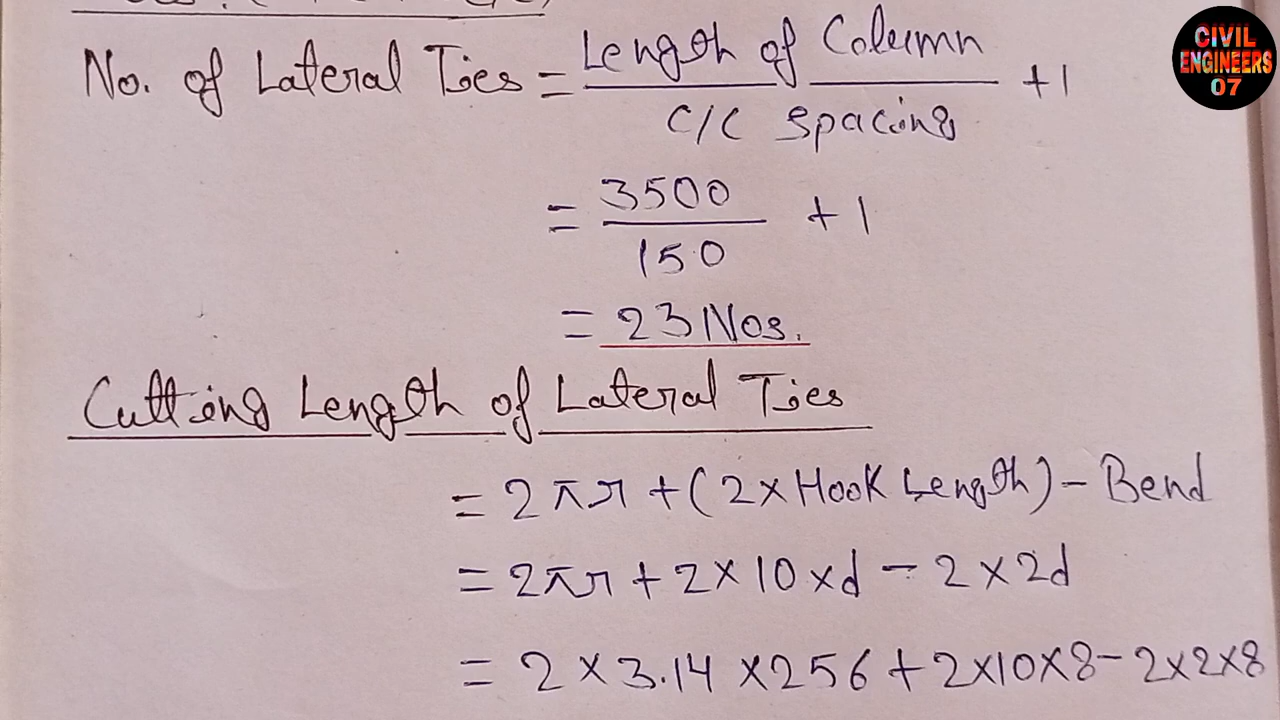 CIVIL
ENGINEERS
07
No. of Lateral Ties = Length of Column / C/C spacing + 1
= 3500 / 150 + 1
= 23 Nos.
Cutting Length of Lateral Ties
= 2πr + (2 × Hook Length) - Bend
= 2πr + 2 × 10 × d - 2 × 2d
= 2 × 3.14 × 256 + 2×10×8 - 2×2×8